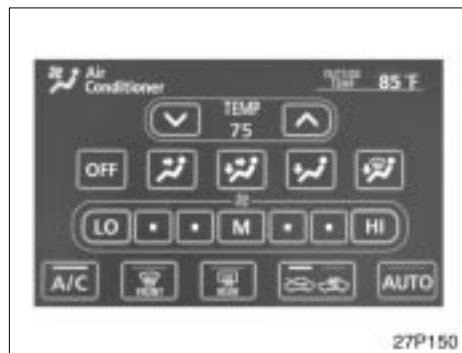 Air
Conditioner
OUTSIDE
TEMP
85°F
TEMP
75
OFF
LO
M
HI
A/C
FRONT
REAR
AUTO
27P150